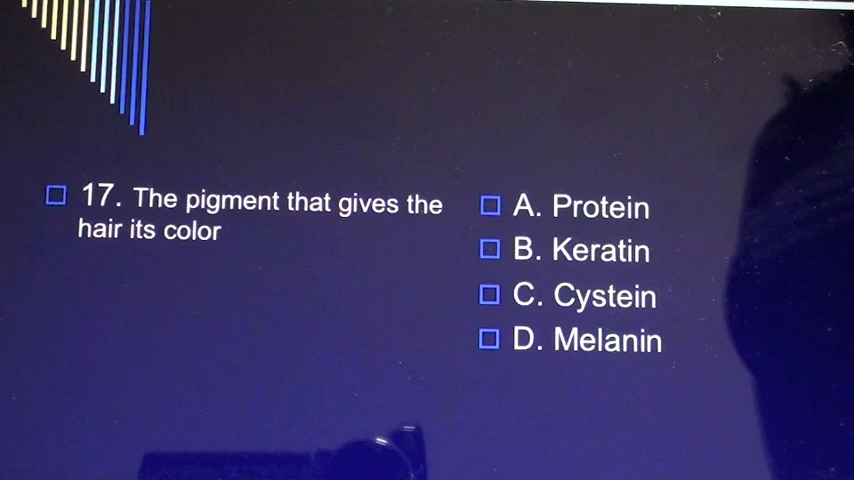 17. The pigment that gives the
hair its color
A. Protein
B. Keratin
C. Cystein
D. Melanin